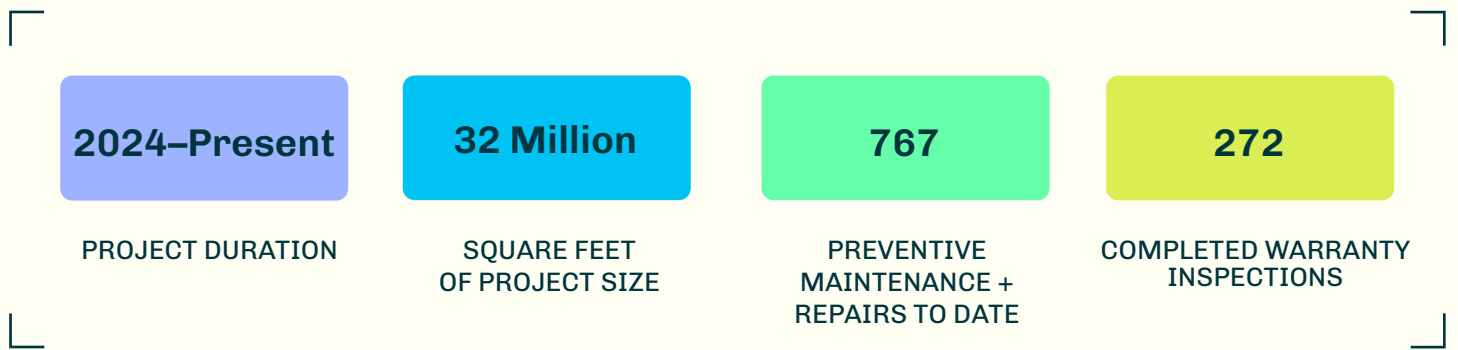 2024–Present
PROJECT DURATION
32 Million
SQUARE FEET
OF PROJECT SIZE
767
PREVENTIVE
MAINTENANCE +
REPAIRS TO DATE
272
COMPLETED WARRANTY
INSPECTIONS